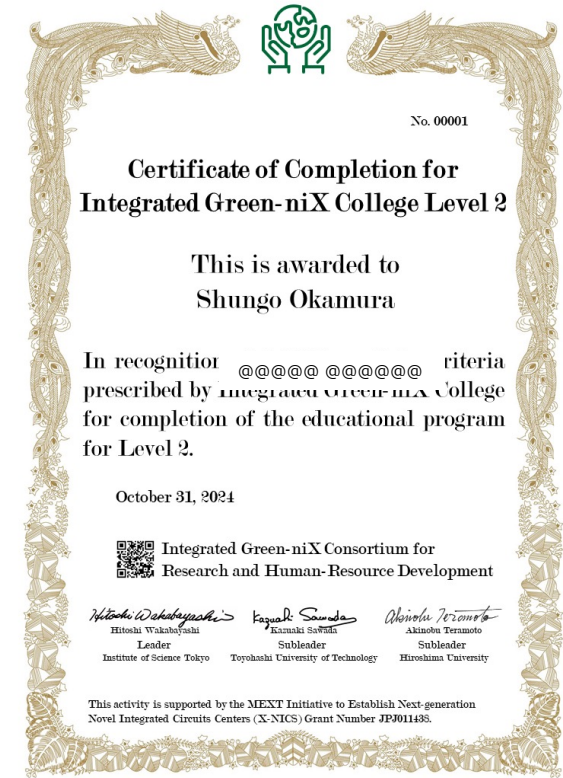 No. 00001
Certificate of Completion for
Integrated Green-niX College Level 2
This is awarded to
Shungo Okamura
In recognition
@@@@@ @@@@@@
prescribed by Integrated Green-niX College
for completion of the educational program
for Level 2.
October 31, 2024
Integrated Green-niX Consortium for
Research and Human-Resource Development
Hitoshi Wakabayashi Kazuaki Sawada Akinobu Teramoto
Hitoshi Wakabayashi Kazuaki Sawada Akinobu Teramoto
Leader Subleader Subleader
Institute of Science Tokyo Toyohashi University of Technology Hiroshima University
This activity is supported by the MEXT Initiative to Establish Next-generation
Novel Integrated Circuits Centers (X-NICS) Grant Number JPJ011438.